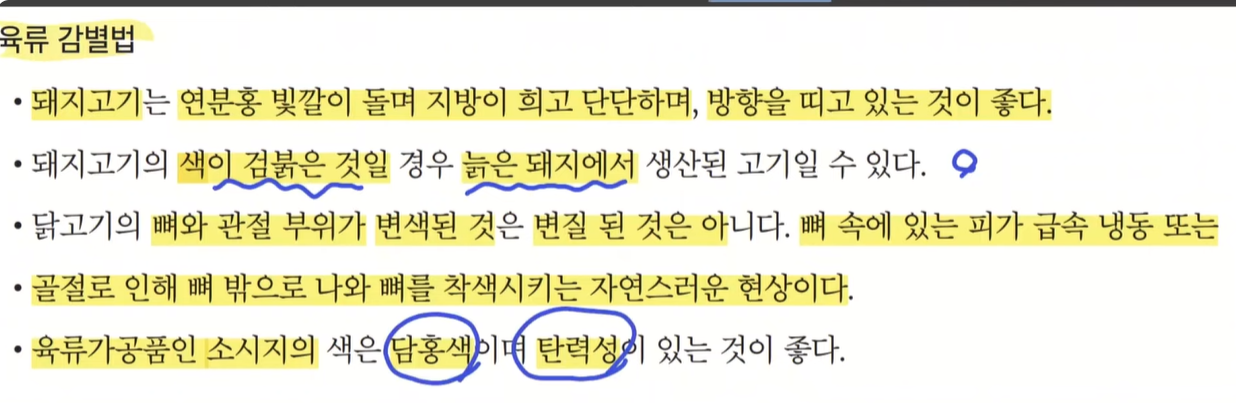 육류 감별법
• 돼지고기는 연분홍 빛깔이 돌며 지방이 희고 단단하며, 방향을 띠고 있는 것이 좋다.
• 돼지고기의 색이 검붉은 것일 경우 늙은 돼지에서 생산된 고기일 수 있다.
• 닭고기의 뼈와 관절 부위가 변색된 것은 변질 된 것은 아니다. 뼈 속에 있는 피가 급속 냉동 또는
• 골절로 인해 뼈 밖으로 나와 뼈를 착색시키는 자연스러운 현상이다.
• 육류가공품인 소시지의 색은 담홍색이며 탄력성이 있는 것이 좋다.